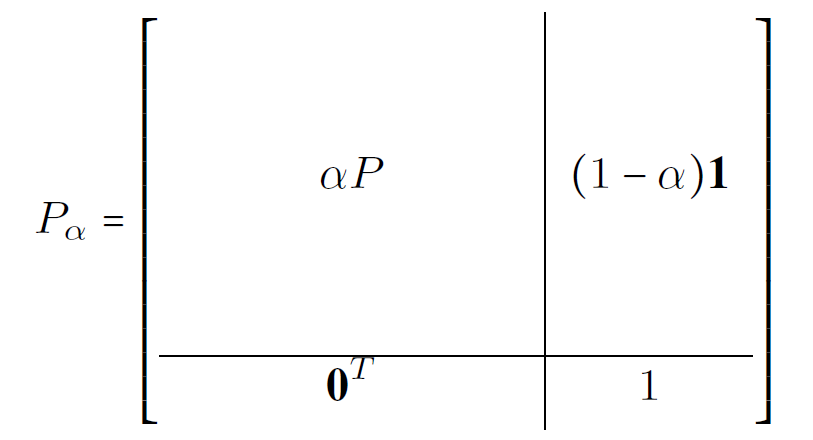 αP (1 − α)1
P_α =
0^T 1